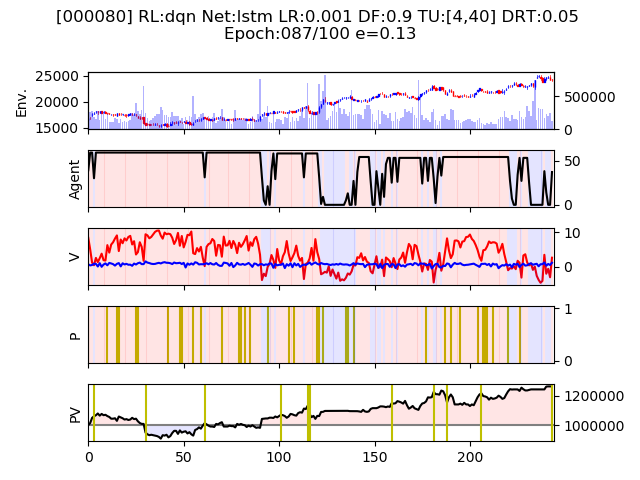 [000080] RL:dqn Net:lstm LR:0.001 DF:0.9 TU:[4,40] DRT:0.05
Epoch:087/100 e=0.13
Env.
25000
20000
15000
500000
0
Agent
50
0
V
10
0
P
1
0
PV
1200000
1000000
0 50 100 150 200